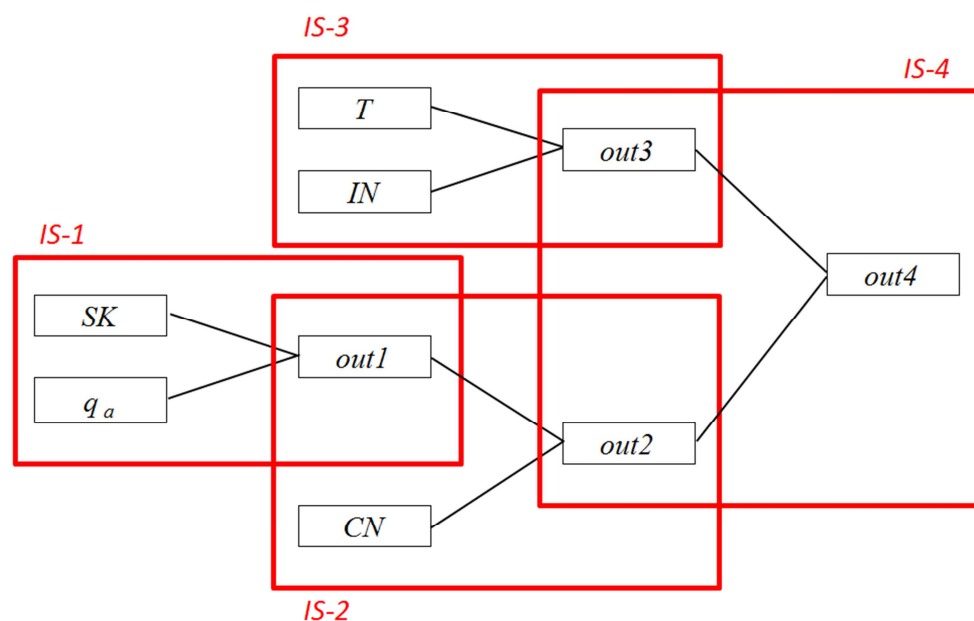 IS-3
IS-4
T
out3
IN
IS-1
out4
SK
out1
q a
out2
CN
IS-2